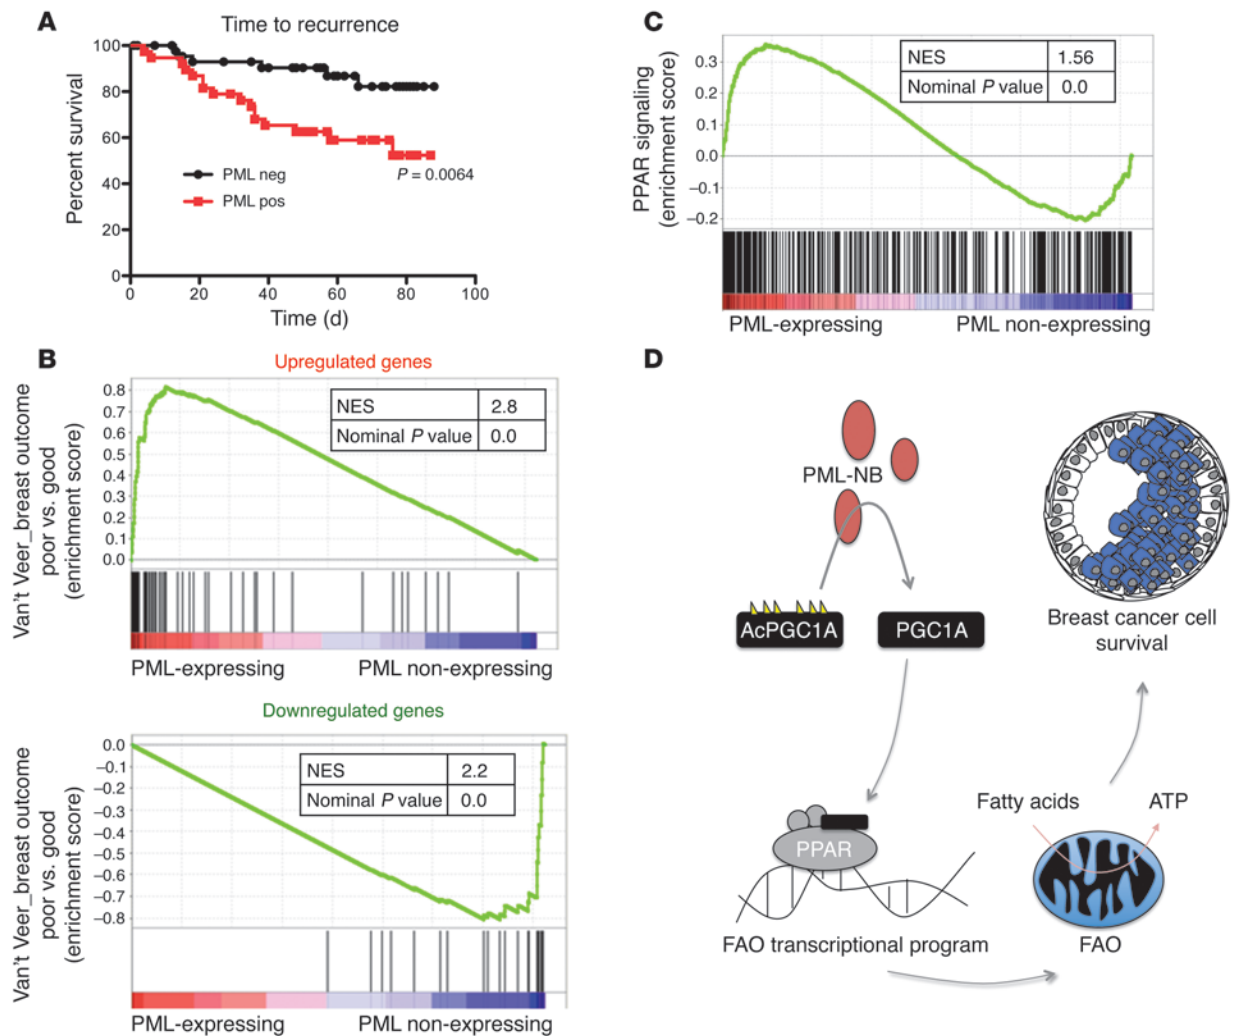 A
Time to recurrence
Percent survival
100
80
60
40
20
0
PML neg
PML pos
P = 0.0064
0 20 40 60 80 100
Time (d)
B
Upregulated genes
Van't Veer_breast outcome
poor vs. good
(enrichment score)
0.8
0.7
0.6
0.5
0.4
0.3
0.2
0.1
0.0
NES 2.8
Nominal P value 0.0
PML-expressing PML non-expressing
Downregulated genes
Van't Veer_breast outcome
poor vs. good
(enrichment score)
0.0
−0.1
−0.2
−0.3
−0.4
−0.5
−0.6
−0.7
−0.8
NES 2.2
Nominal P value 0.0
PML-expressing PML non-expressing
C
PPAR signaling
(enrichment score)
0.3
0.2
0.1
0.0
−0.1
−0.2
NES 1.56
Nominal P value 0.0
PML-expressing PML non-expressing
D
PML-NB
AcPGC1A PGC1A
Breast cancer cell
survival
Fatty acids ATP
PPAR
FAO transcriptional program
FAO